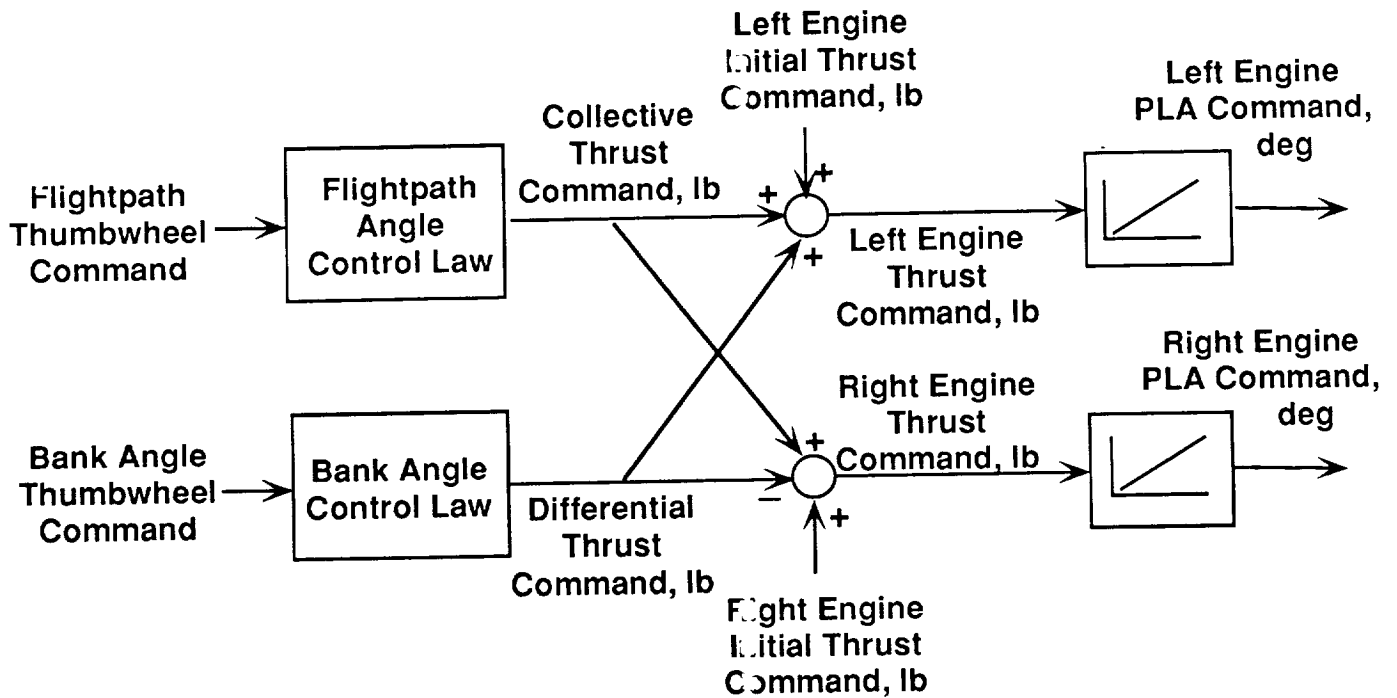 Left Engine
Initial Thrust
Command, lb
Left Engine
PLA Command,
deg
Collective
Thrust
Command, lb
Flightpath
Thumbwheel
Command
Flightpath
Angle
Control Law
+
+
+
Left Engine
Thrust
Command, lb
Right Engine
PLA Command,
deg
Right Engine
Thrust
Command, lb
Bank Angle
Thumbwheel
Command
Bank Angle
Control Law
+
−
+
Differential
Thrust
Command, lb
Right Engine
Initial Thrust
Command, lb